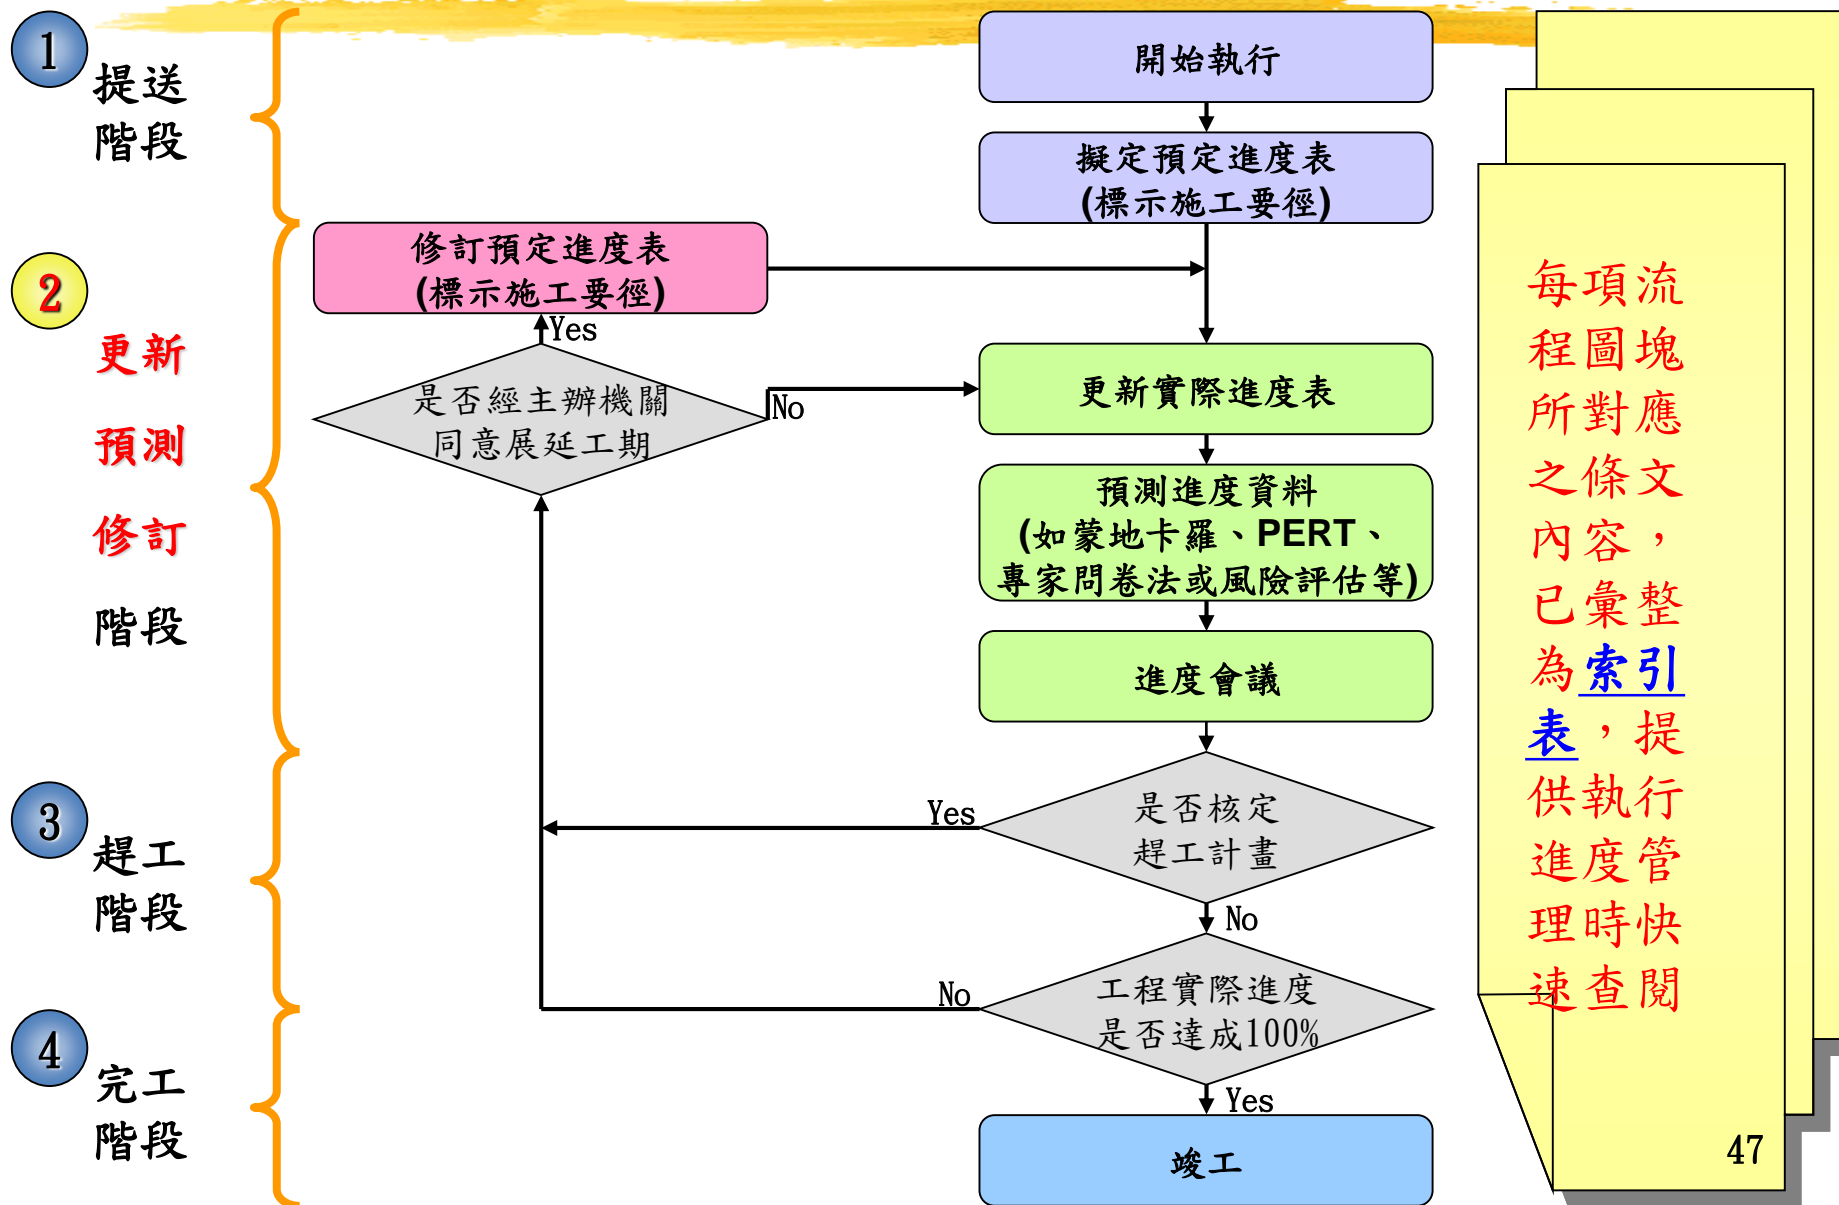 1
提送
階段
2
更新
預測
修訂
階段
3
趕工
階段
4
完工
階段
開始執行
擬定預定進度表
(標示施工要徑)
修訂預定進度表
(標示施工要徑)
Yes
是否經主辦機關
同意展延工期
No
更新實際進度表
預測進度資料
(如蒙地卡羅、PERT、
專家問卷法或風險評估等)
進度會議
是否核定
趕工計畫
Yes
No
工程實際進度
是否達成100%
No
Yes
竣工
每項流
程圖塊
所對應
之條文
內容，
已彙整
為索引
表，提
供執行
進度管
理時快
速查閱
47